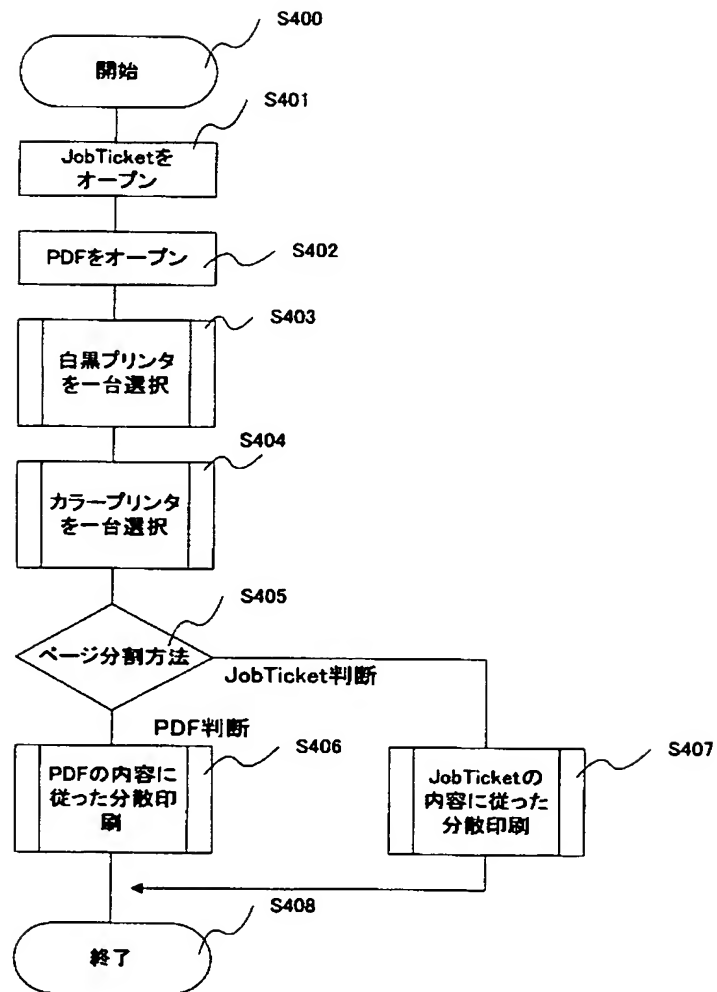 S400
開始
S401
JobTicketを
オープン
PDFをオープン
S402
S403
白黒プリンタ
を一台選択
S404
カラープリンタ
を一台選択
S405
ページ分割方法
JobTicket判断
PDF判断
S406
PDFの内容に
従った分散印
刷
S407
JobTicketの
内容に従った
分散印刷
S408
終了